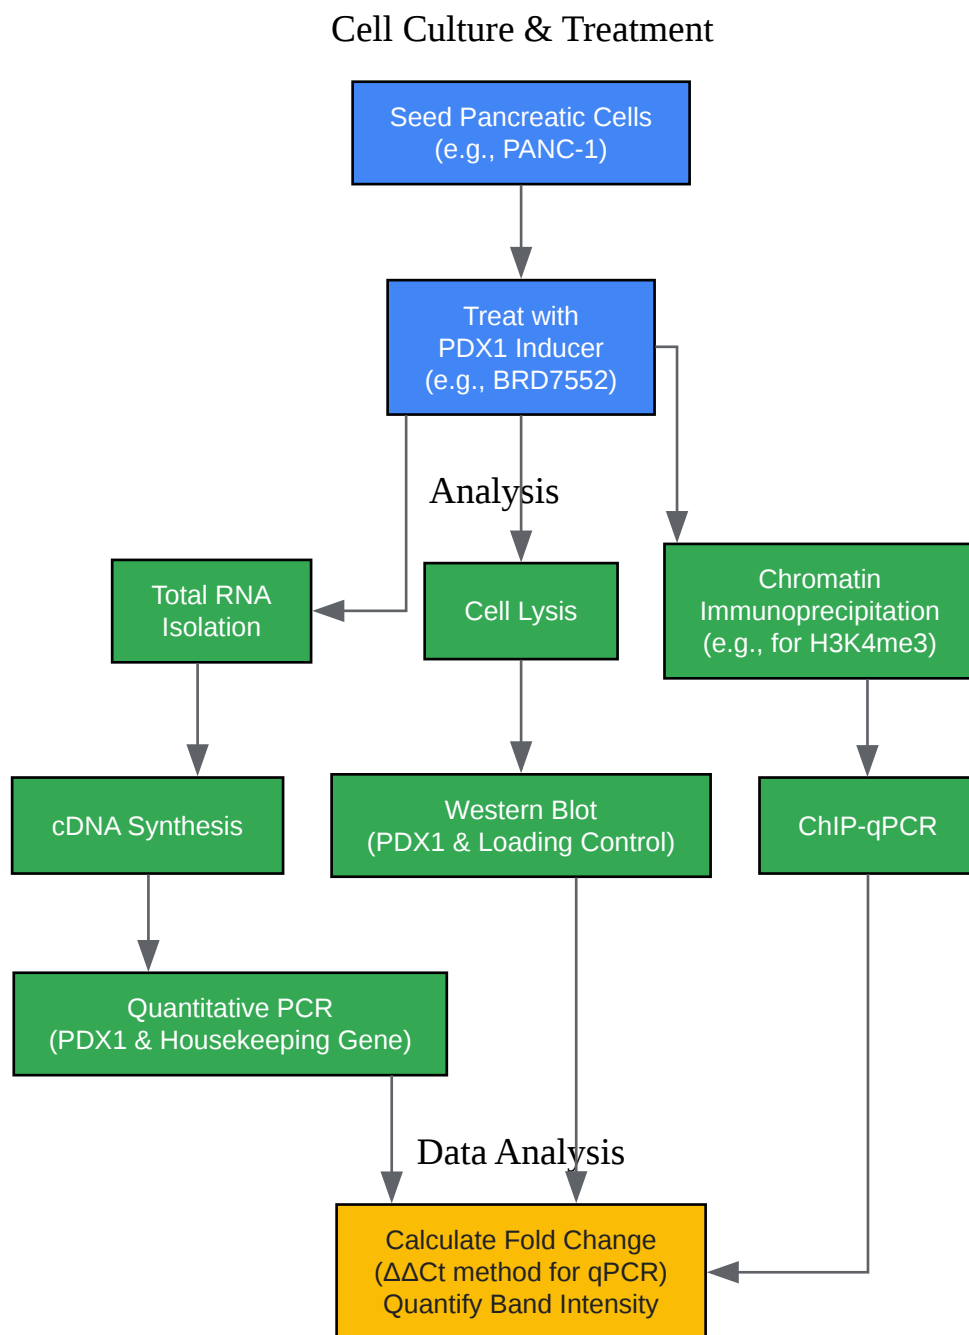 Cell Culture & Treatment
Seed Pancreatic Cells
(e.g., PANC-1)
Treat with
PDX1 Inducer
(e.g., BRD7552)
Analysis
Total RNA
Isolation
Cell Lysis
Chromatin
Immunoprecipitation
(e.g., for H3K4me3)
cDNA Synthesis
Western Blot
(PDX1 & Loading Control)
ChIP-qPCR
Quantitative PCR
(PDX1 & Housekeeping Gene)
Data Analysis
Calculate Fold Change
(ΔΔCt method for qPCR)
Quantify Band Intensity